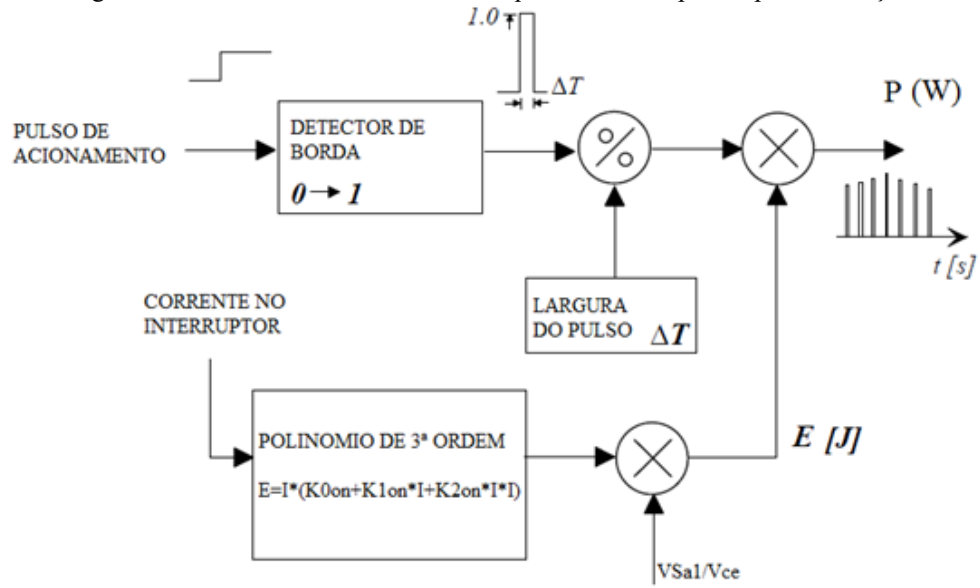 1.0
ΔT
P (W)
PULSO DE
ACIONAMENTO
DETECTOR DE
BORDA
0 → 1
t [s]
LARGURA
DO PULSO ΔT
CORRENTE NO
INTERRUPTOR
POLINOMIO DE 3ª ORDEM
E=I*(K0on+K1on*I+K2on*I*I)
E [J]
VSa1/Vce